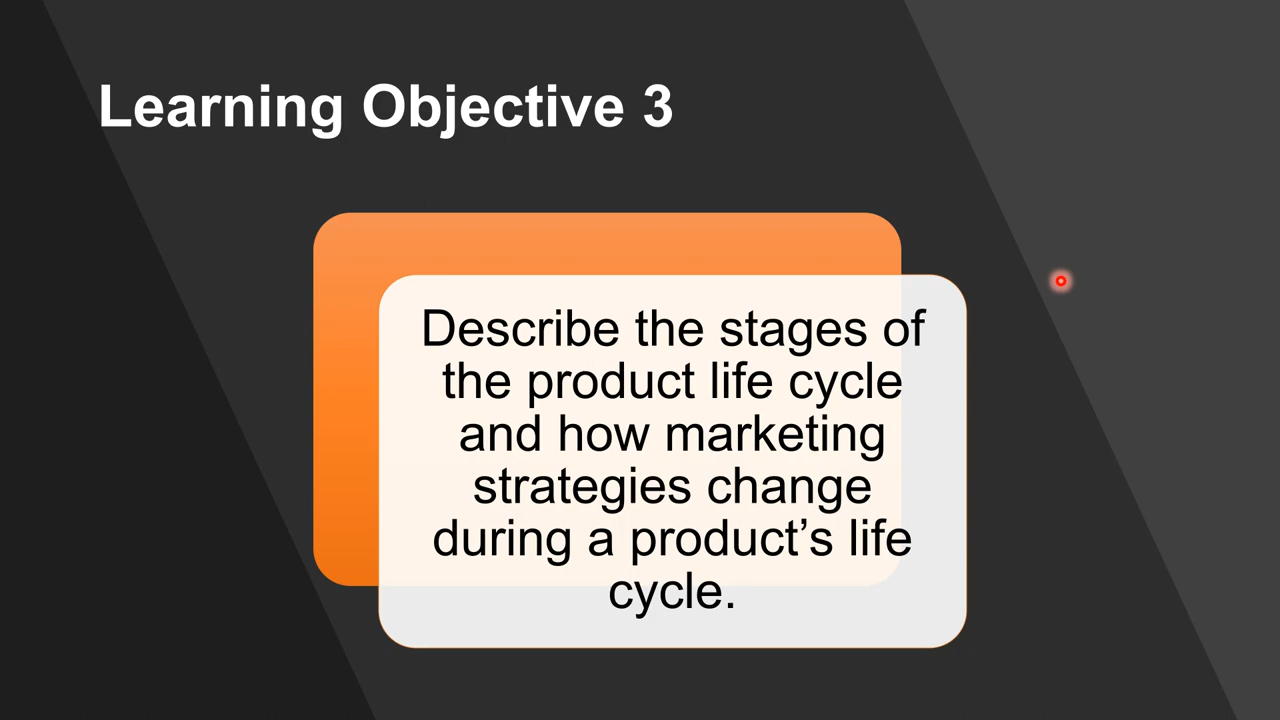 Learning Objective 3
Describe the stages of
the product life cycle
and how marketing
strategies change
during a product’s life
cycle.